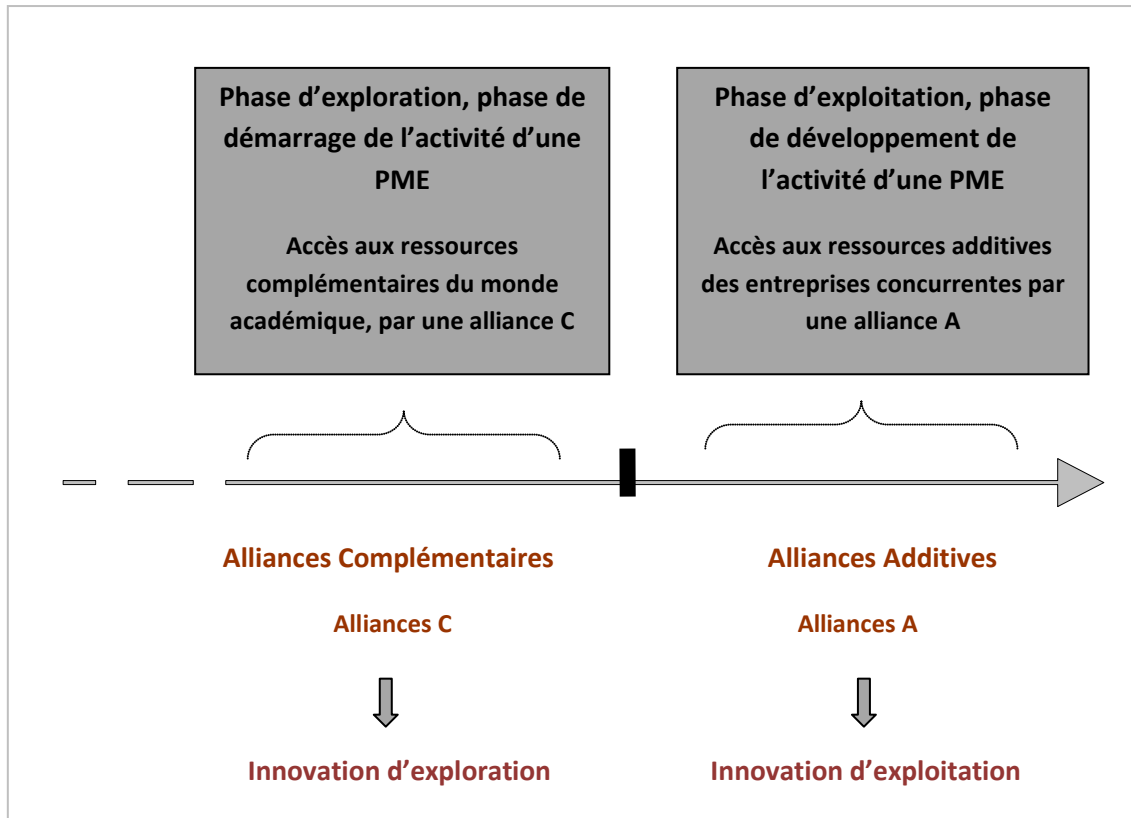 Phase d’exploration, phase de
démarrage de l’activité d’une
PME
Accès aux ressources
complémentaires du monde
académique, par une alliance C
Phase d’exploitation, phase
de développement de
l’activité d’une PME
Accès aux ressources additives
des entreprises concurrentes par
une alliance A
Alliances Complémentaires
Alliances C
Innovation d’exploration
Alliances Additives
Alliances A
Innovation d’exploitation